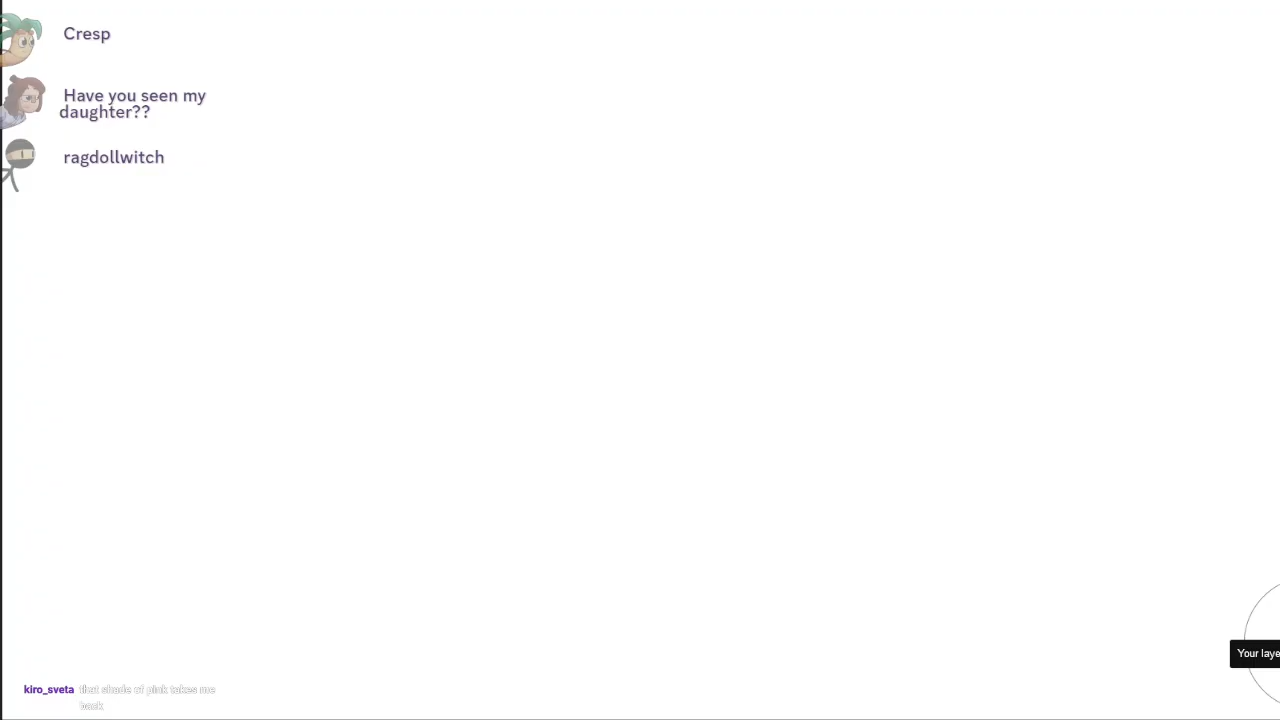 Cresp
Have you seen my
daughter??
ragdollwitch
Your laye
kiro_sveta that shade of pink takes me
back